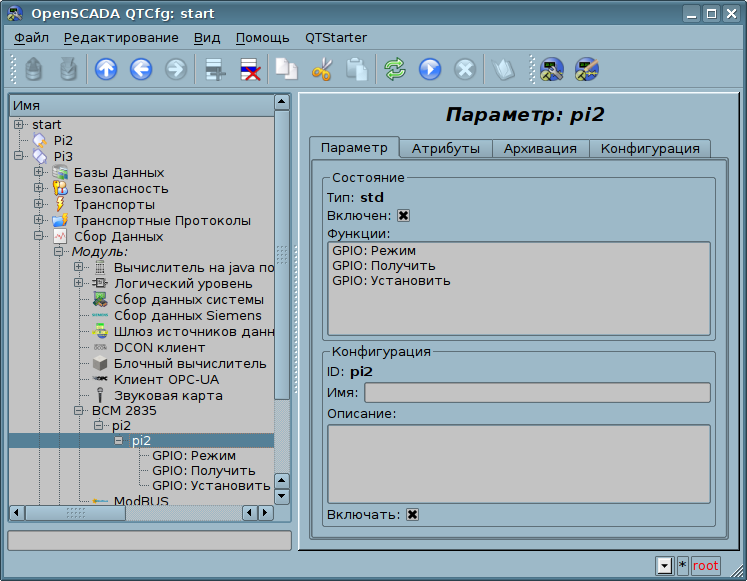 OpenSCADA QTCfg: start
Файл Редактирование Вид Помощь QTStarter
Имя
start
Pi2
Pi3
Базы Данных
Безопасность
Транспорты
Транспортные Протоколы
Сбор Данных
Модуль:
Вычислитель на java по
Логический уровень
Сбор данных системы
Сбор данных Siemens
Шлюз источников данн
DCON клиент
Блочный вычислитель
Клиент OPC-UA
Звуковая карта
BCM 2835
pi2
pi2
GPIO: Режим
GPIO: Получить
GPIO: Установить
ModBUS
Параметр: pi2
Параметр Атрибуты Архивация Конфигурация
Состояние
Тип: std
Включен:
Функции:
GPIO: Режим
GPIO: Получить
GPIO: Установить
Конфигурация
ID: pi2
Имя:
Описание:
Включать:
* root